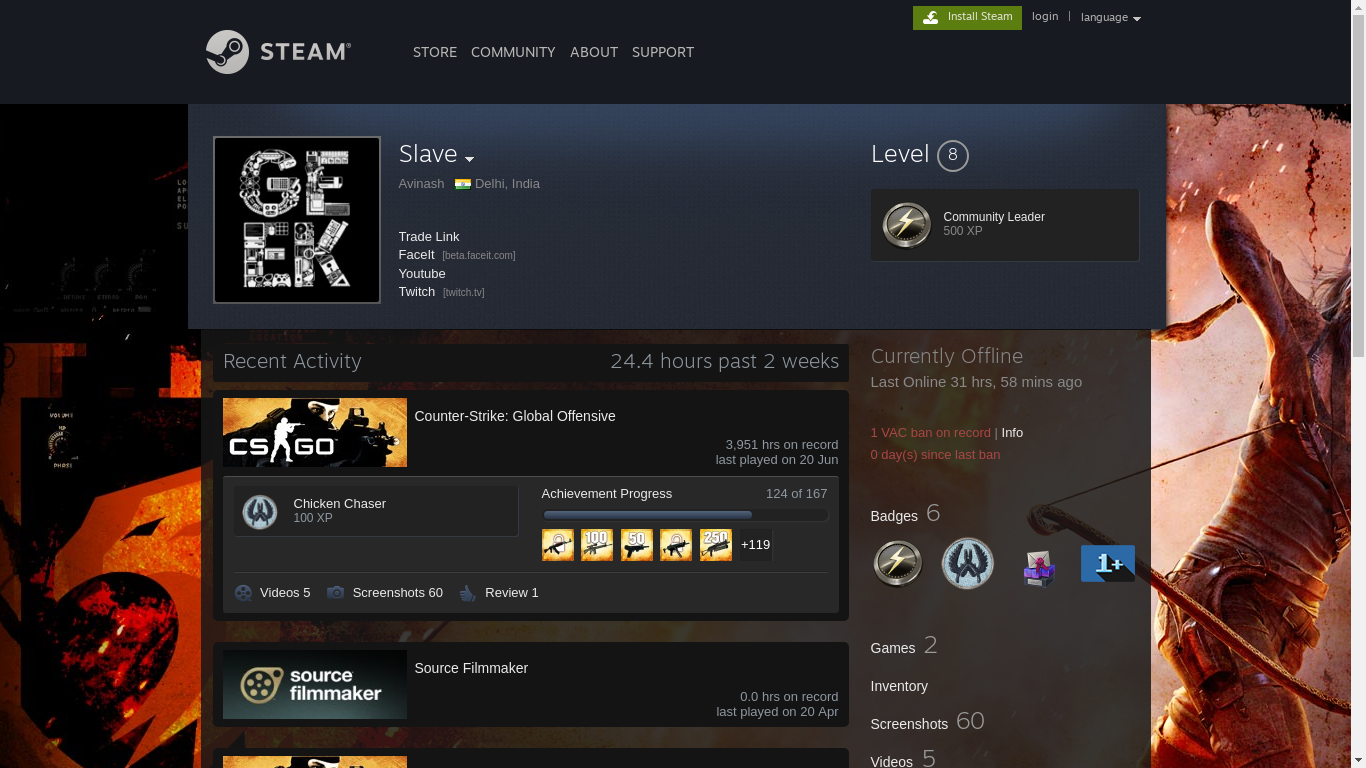 Install Steam
login | language
STEAM®
STORE COMMUNITY ABOUT SUPPORT
GE
EK
Slave
Avinash Delhi, India
Trade Link
FaceIt [beta.faceit.com]
Youtube
Twitch [twitch.tv]
Level 8
Community Leader
500 XP
Recent Activity 24.4 hours past 2 weeks
CS GO
Counter-Strike: Global Offensive
3,951 hrs on record
last played on 20 Jun
Chicken Chaser
100 XP
Achievement Progress 124 of 167
100 50 250 +119
Videos 5 Screenshots 60 Review 1
source
filmmaker
Source Filmmaker
0.0 hrs on record
last played on 20 Apr
Currently Offline
Last Online 31 hrs, 58 mins ago
1 VAC ban on record | Info
0 day(s) since last ban
Badges 6
1+
Games 2
Inventory
Screenshots 60
Videos 5
VOLUME
PHASE